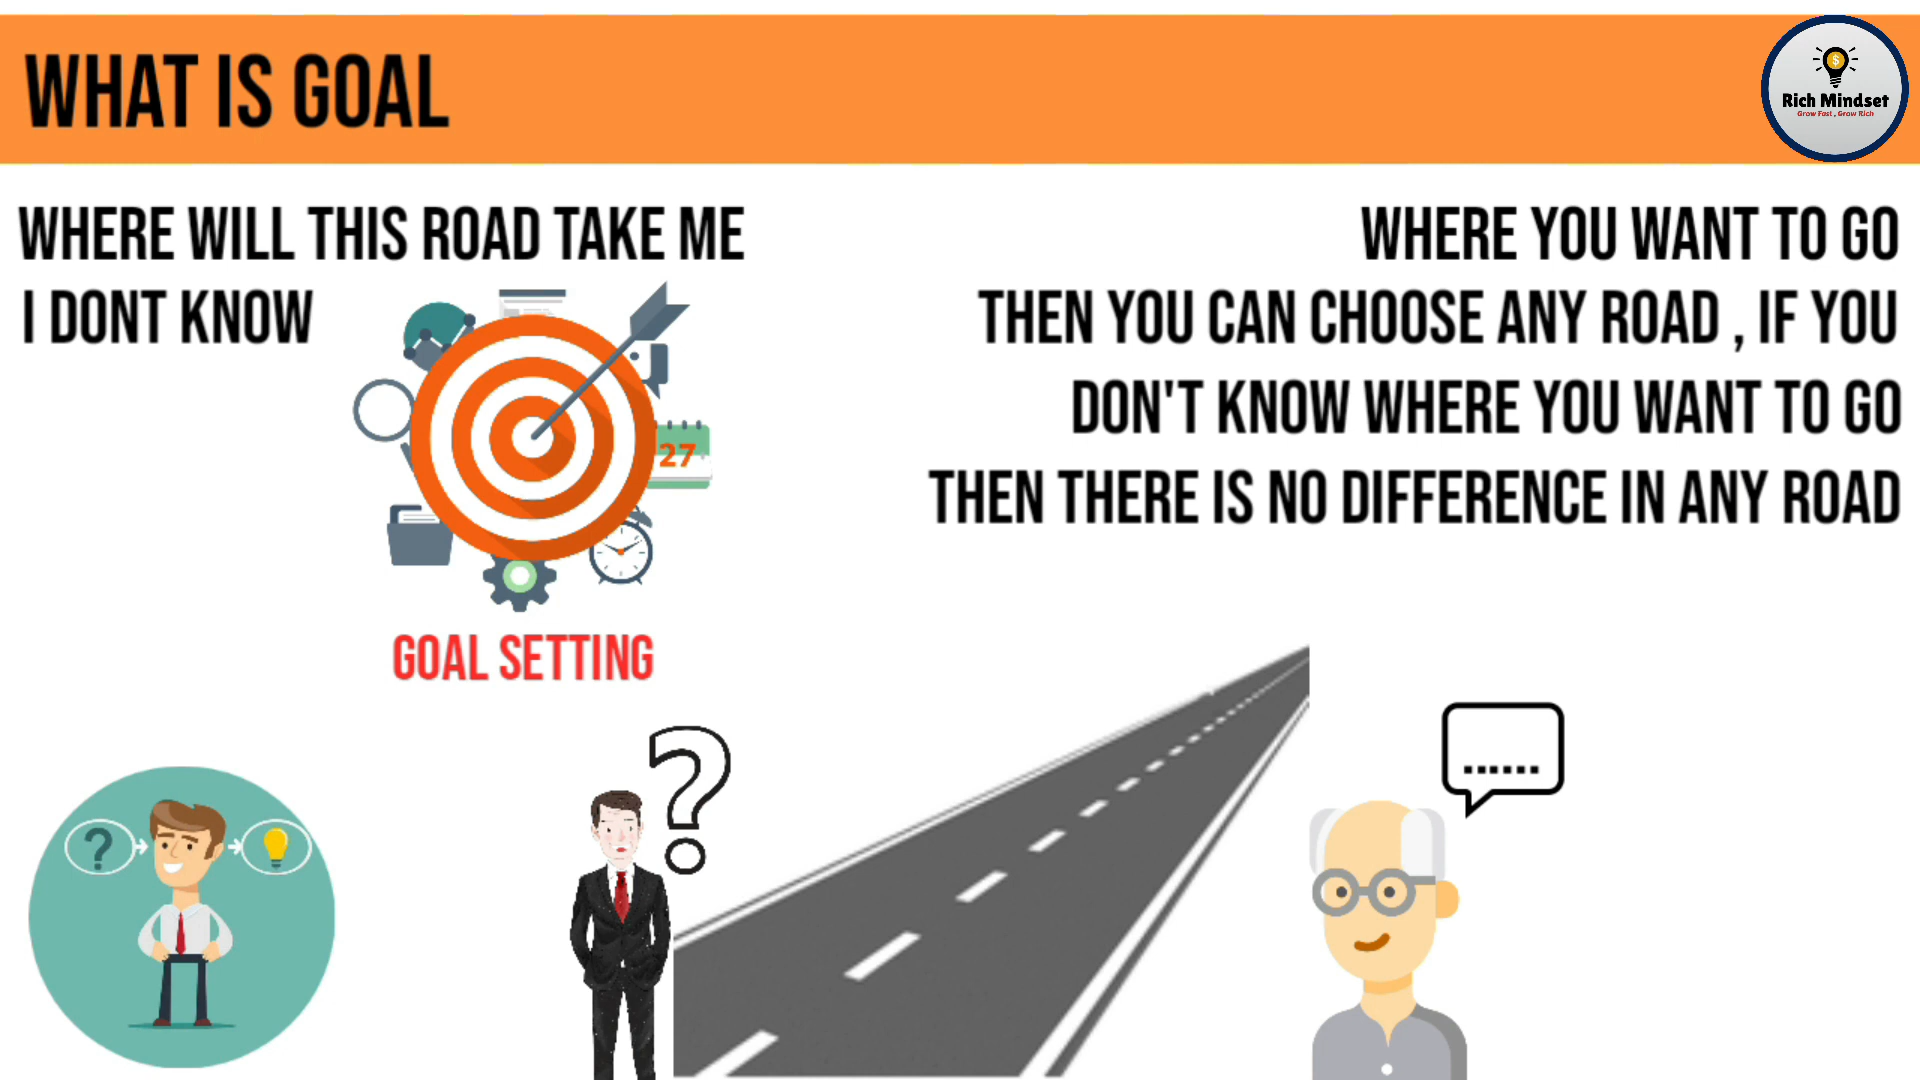 WHAT IS GOAL
Rich Mindset
Grow Fast , Grow Rich
WHERE WILL THIS ROAD TAKE ME
I DONT KNOW
WHERE YOU WANT TO GO
THEN YOU CAN CHOOSE ANY ROAD , IF YOU
DON'T KNOW WHERE YOU WANT TO GO
THEN THERE IS NO DIFFERENCE IN ANY ROAD
27
GOAL SETTING
?
?
......